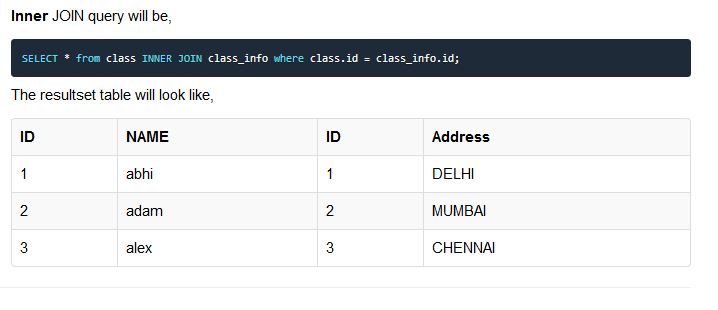 Inner JOIN query will be,
SELECT * from class INNER JOIN class_info where class.id = class_info.id;
The resultset table will look like,
ID NAME ID Address
1 abhi 1 DELHI
2 adam 2 MUMBAI
3 alex 3 CHENNAI